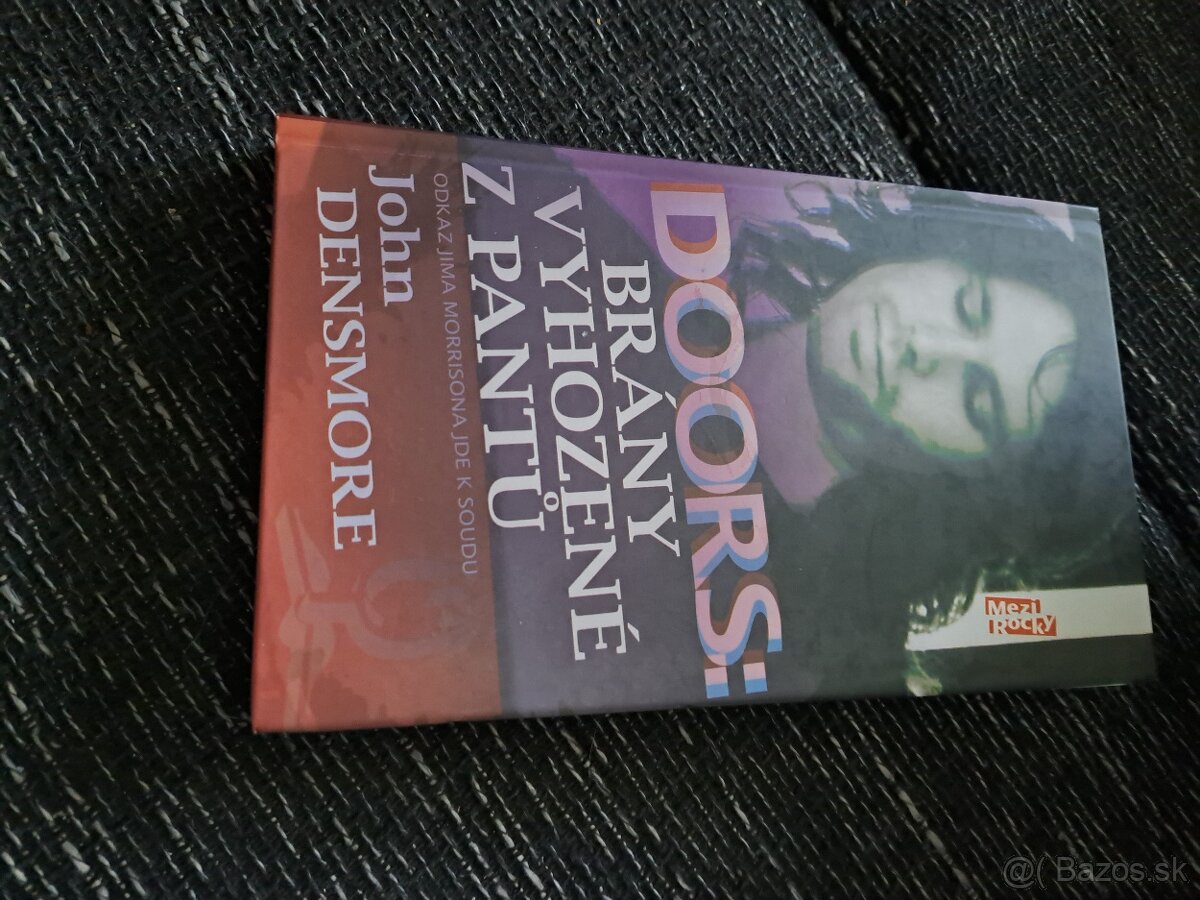 Mezi
Rocky
DOORS:
BRÁNY
VYHOZENÉ
Z PANTŮ
ODKAZ JIMA MORRISONA JDE K SOUDU
John
DENSMORE
@( Bazos.sk